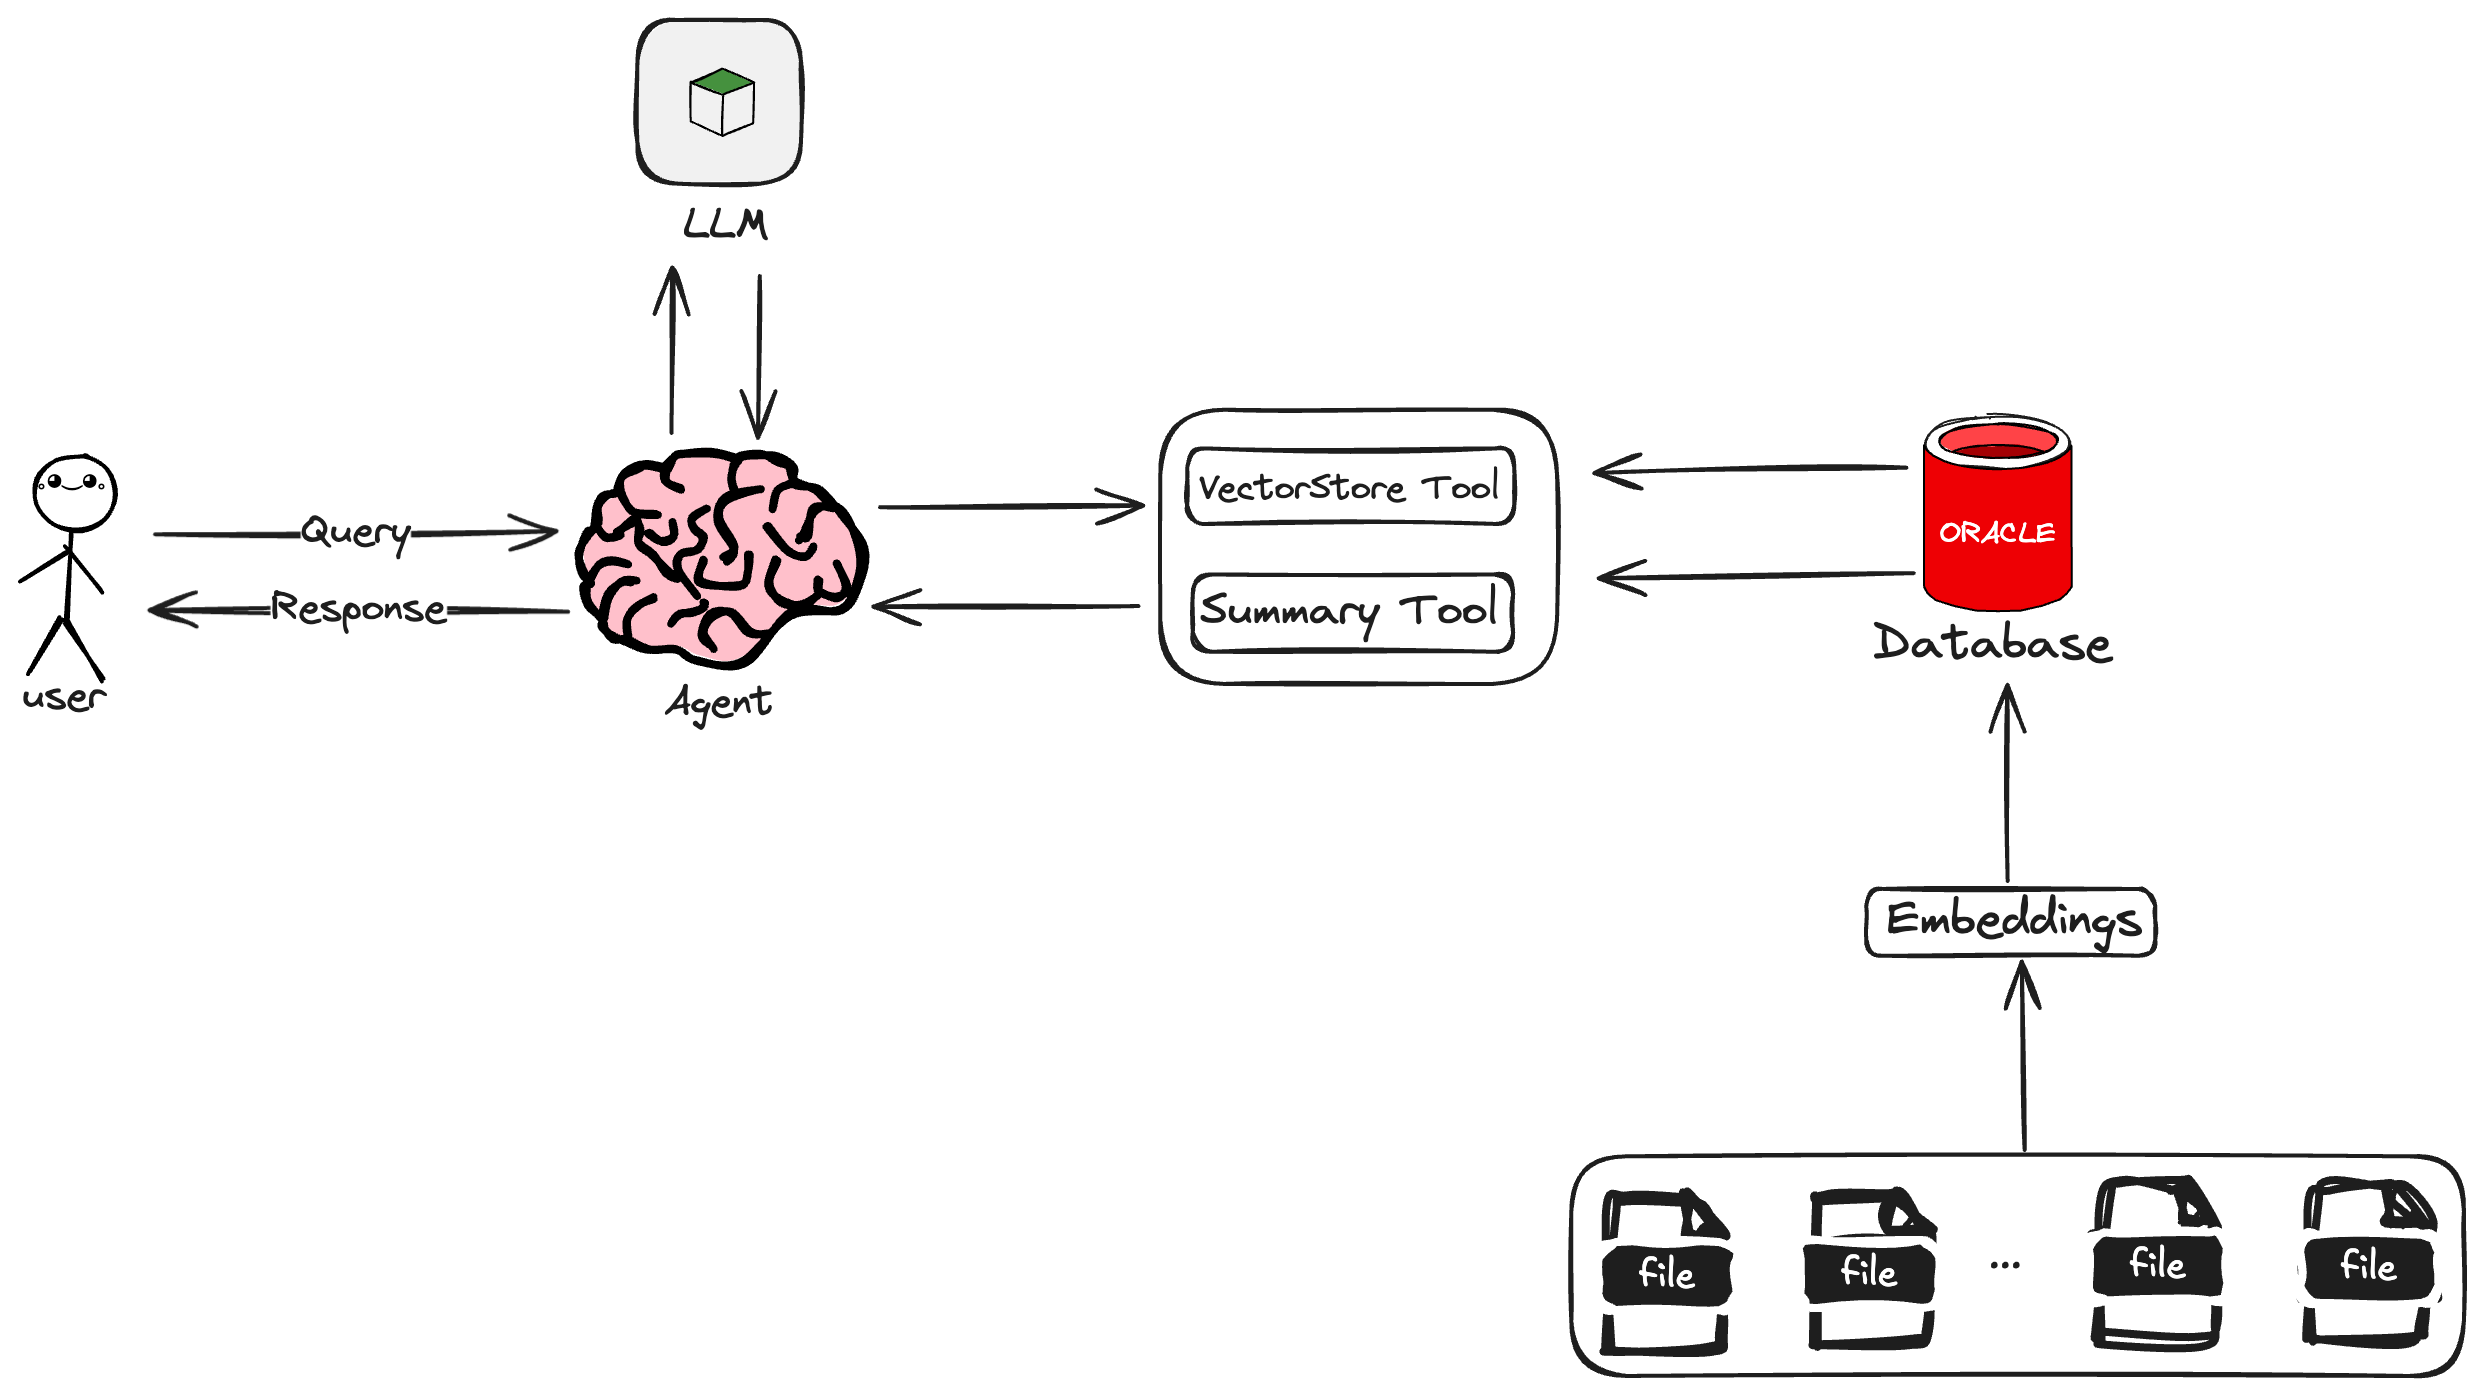 LLM
VectorStore Tool
Query
ORACLE
Response
Summary Tool
Database
user
Agent
Embeddings
file
file
...
file
file